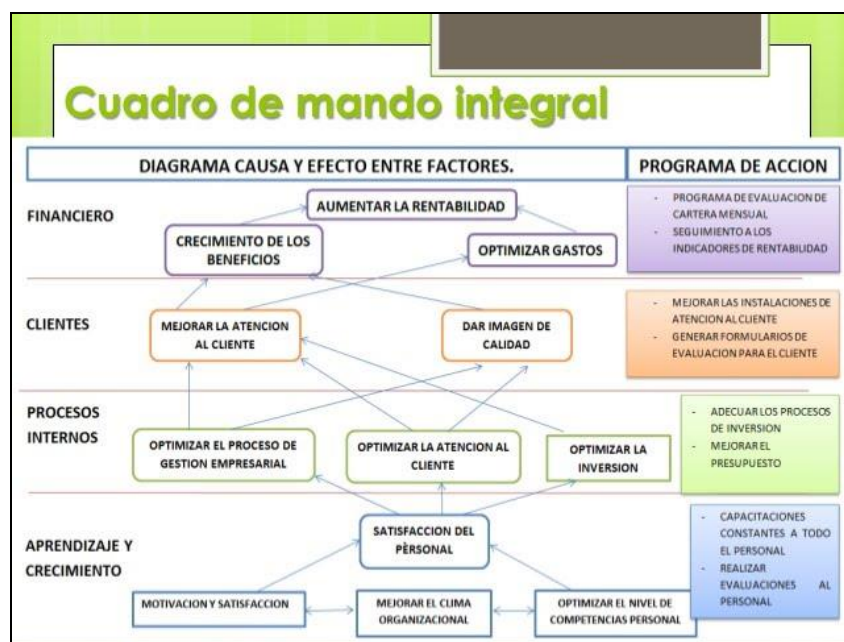 Cuadro de mando integral
DIAGRAMA CAUSA Y EFECTO ENTRE FACTORES.
PROGRAMA DE ACCION
FINANCIERO
AUMENTAR LA RENTABILIDAD
CRECIMIENTO DE LOS
BENEFICIOS
OPTIMIZAR GASTOS
- PROGRAMA DE EVALUACION DE
CARTERA MENSUAL
- SEGUIMIENTO A LOS
INDICADORES DE RENTABILIDAD
CLIENTES
MEJORAR LA ATENCION
AL CLIENTE
DAR IMAGEN DE
CALIDAD
- MEJORAR LAS INSTALACIONES DE
ATENCION AL CLIENTE
- GENERAR FORMULARIOS DE
EVALUACION PARA EL CLIENTE
PROCESOS
INTERNOS
OPTIMIZAR EL PROCESO DE
GESTION EMPRESARIAL
OPTIMIZAR LA ATENCION AL
CLIENTE
OPTIMIZAR LA
INVERSION
- ADECUAR LOS PROCESOS
DE INVERSION
- MEJORAR EL
PRESUPUESTO
APRENDIZAJE Y
CRECIMIENTO
SATISFACCION DEL
PÈRSONAL
MOTIVACION Y SATISFACCION
MEJORAR EL CLIMA
ORGANIZACIONAL
OPTIMIZAR EL NIVEL DE
COMPETENCIAS PERSONAL
- CAPACITACIONES
CONSTANTES A TODO
EL PERSONAL
- REALIZAR
EVALUACIONES AL
PERSONAL